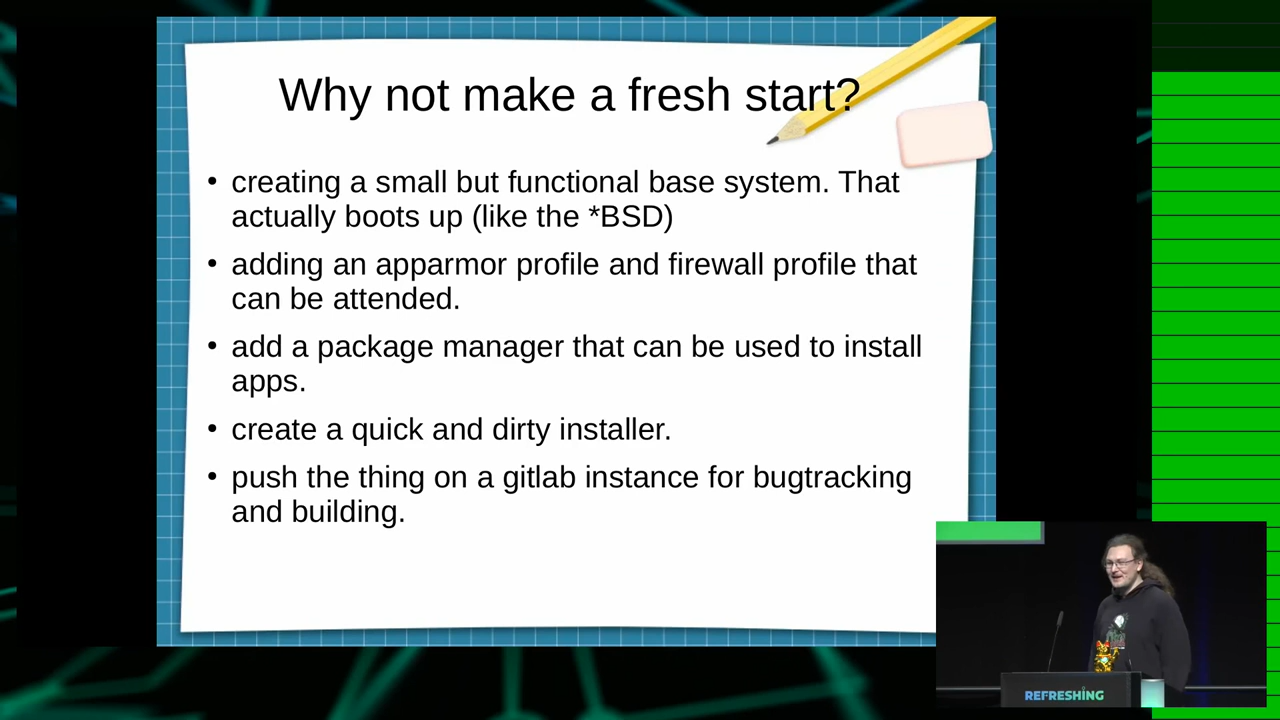 Why not make a fresh start?
creating a small but functional base system. That
actually boots up (like the *BSD)
adding an apparmor profile and firewall profile that
can be attended.
add a package manager that can be used to install
apps.
create a quick and dirty installer.
push the thing on a gitlab instance for bugtracking
and building.
REFRESHING